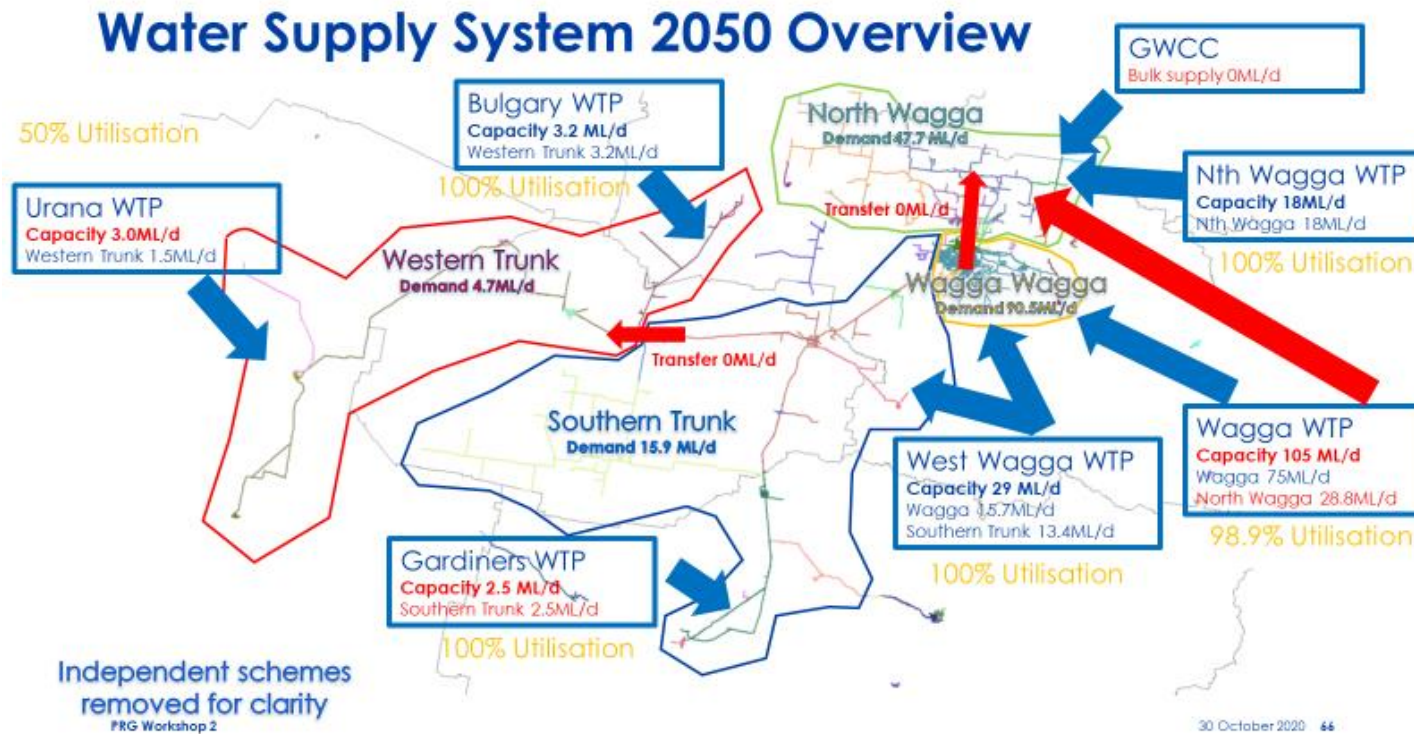 Water Supply System 2050 Overview
GWCC
Bulk supply 0ML/d
Bulgary WTP
Capacity 3.2 ML/d
Western Trunk 3.2ML/d
100% Utilisation
North Wagga
Demand 47.7 ML/d
50% Utilisation
Urana WTP
Capacity 3.0ML/d
Western Trunk 1.5ML/d
Nth Wagga WTP
Capacity 18ML/d
Nth Wagga 18ML/d
100% Utilisation
Transfer 0ML/d
Western Trunk
Demand 4.7ML/d
Wagga Wagga
Demand 90.5ML/d
Transfer 0ML/d
Southern Trunk
Demand 15.9 ML/d
West Wagga WTP
Capacity 29 ML/d
Wagga 15.7ML/d
Southern Trunk 13.4ML/d
100% Utilisation
Wagga WTP
Capacity 105 ML/d
Wagga 75ML/d
North Wagga 28.8ML/d
98.9% Utilisation
Gardiners WTP
Capacity 2.5 ML/d
Southern Trunk 2.5ML/d
100% Utilisation
Independent schemes
removed for clarity
PRG Workshop 2
30 October 2020 66